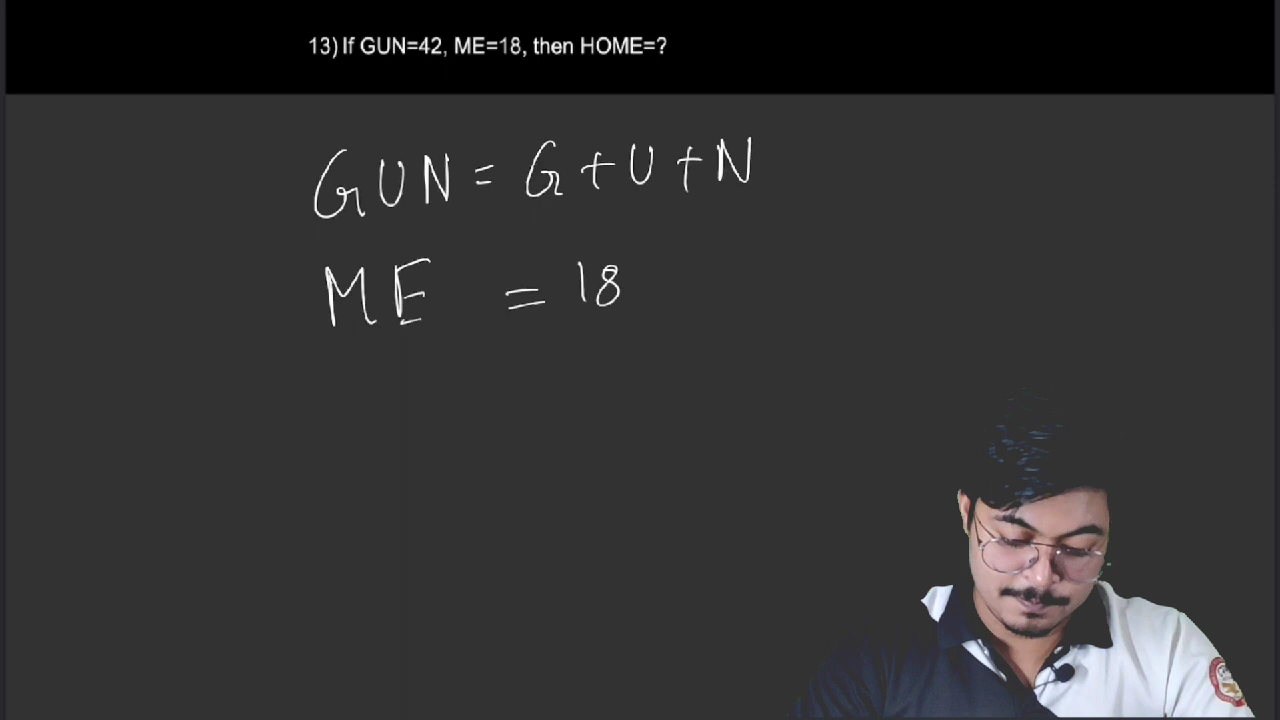 13) If GUN=42, ME=18, then HOME=?
GUN = G+U+N
ME = 18